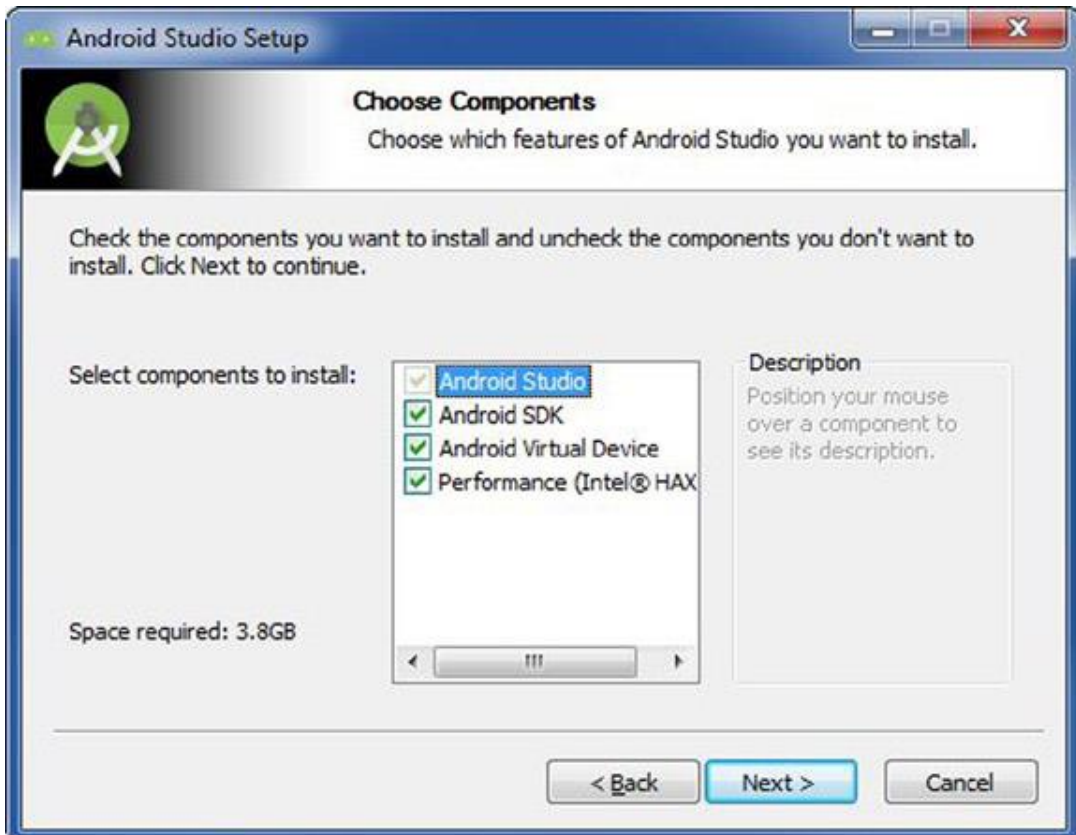 Android Studio Setup
Choose Components
Choose which features of Android Studio you want to install.
Check the components you want to install and uncheck the components you don't want to
install. Click Next to continue.
Select components to install:
Android Studio
Android SDK
Android Virtual Device
Performance (Intel® HAX
Description
Position your mouse
over a component to
see its description.
Space required: 3.8GB
< Back
Next >
Cancel